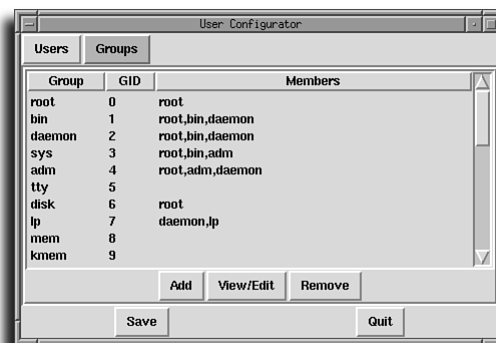 User Configurator
Users Groups
Group GID Members
root 0 root
bin 1 root,bin,daemon
daemon 2 root,bin,daemon
sys 3 root,bin,adm
adm 4 root,adm,daemon
tty 5
disk 6 root
lp 7 daemon,lp
mem 8
kmem 9
Add View/Edit Remove
Save Quit